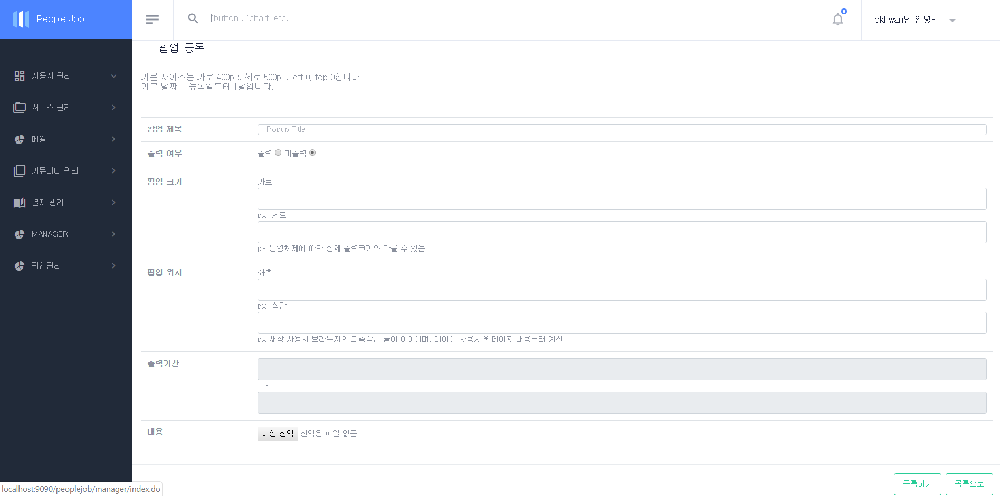 People Job
'button', 'chart' etc.
okhwan님 안녕~!
사용자 관리
서비스 관리
메일
커뮤니티 관리
결제 관리
MANAGER
팝업관리
팝업 등록
기본 사이즈는 가로 400px, 세로 500px, left 0, top 0입니다.
기본 날짜는 등록일부터 1달입니다.
팝업 제목
Popup Title
출력 여부
출력 미출력
팝업 크기
가로
px, 세로
px 운영체제에 따라 실제 출력크기와 다를 수 있음
팝업 위치
좌측
px, 상단
px 새창 사용시 브라우저의 좌측상단 끝이 0,0 이며, 레이어 사용시 웹페이지 내용부터 계산
출력기간
~
내용
파일 선택 선택된 파일 없음
등록하기
목록으로
localhost:9090/peoplejob/manager/index.do